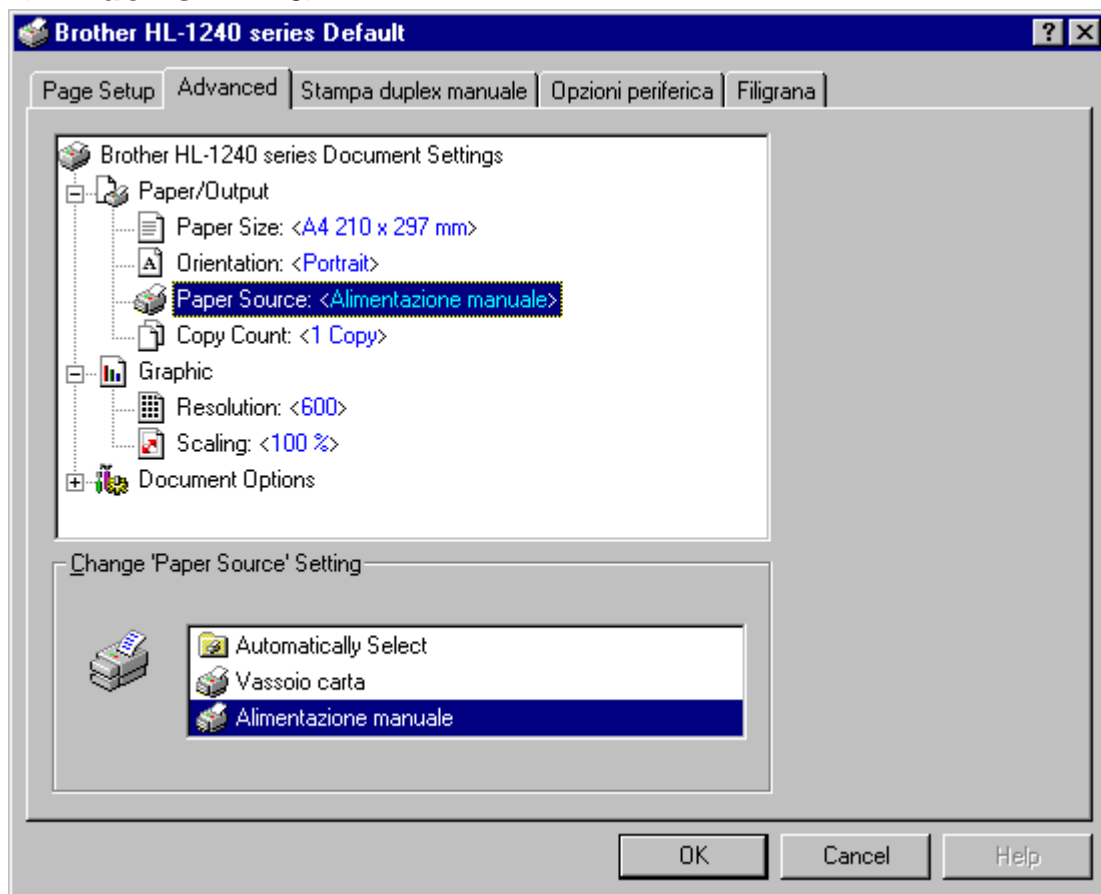 Brother HL-1240 series Default
Page Setup Advanced Stampa duplex manuale Opzioni periferica Filigrana
Brother HL-1240 series Document Settings
Paper/Output
Paper Size: <A4 210 x 297 mm>
Orientation: <Portrait>
Paper Source: <Alimentazione manuale>
Copy Count: <1 Copy>
Graphic
Resolution: <600>
Scaling: <100 %>
Document Options
Change 'Paper Source' Setting
Automatically Select
Vassoio carta
Alimentazione manuale
OK Cancel Help